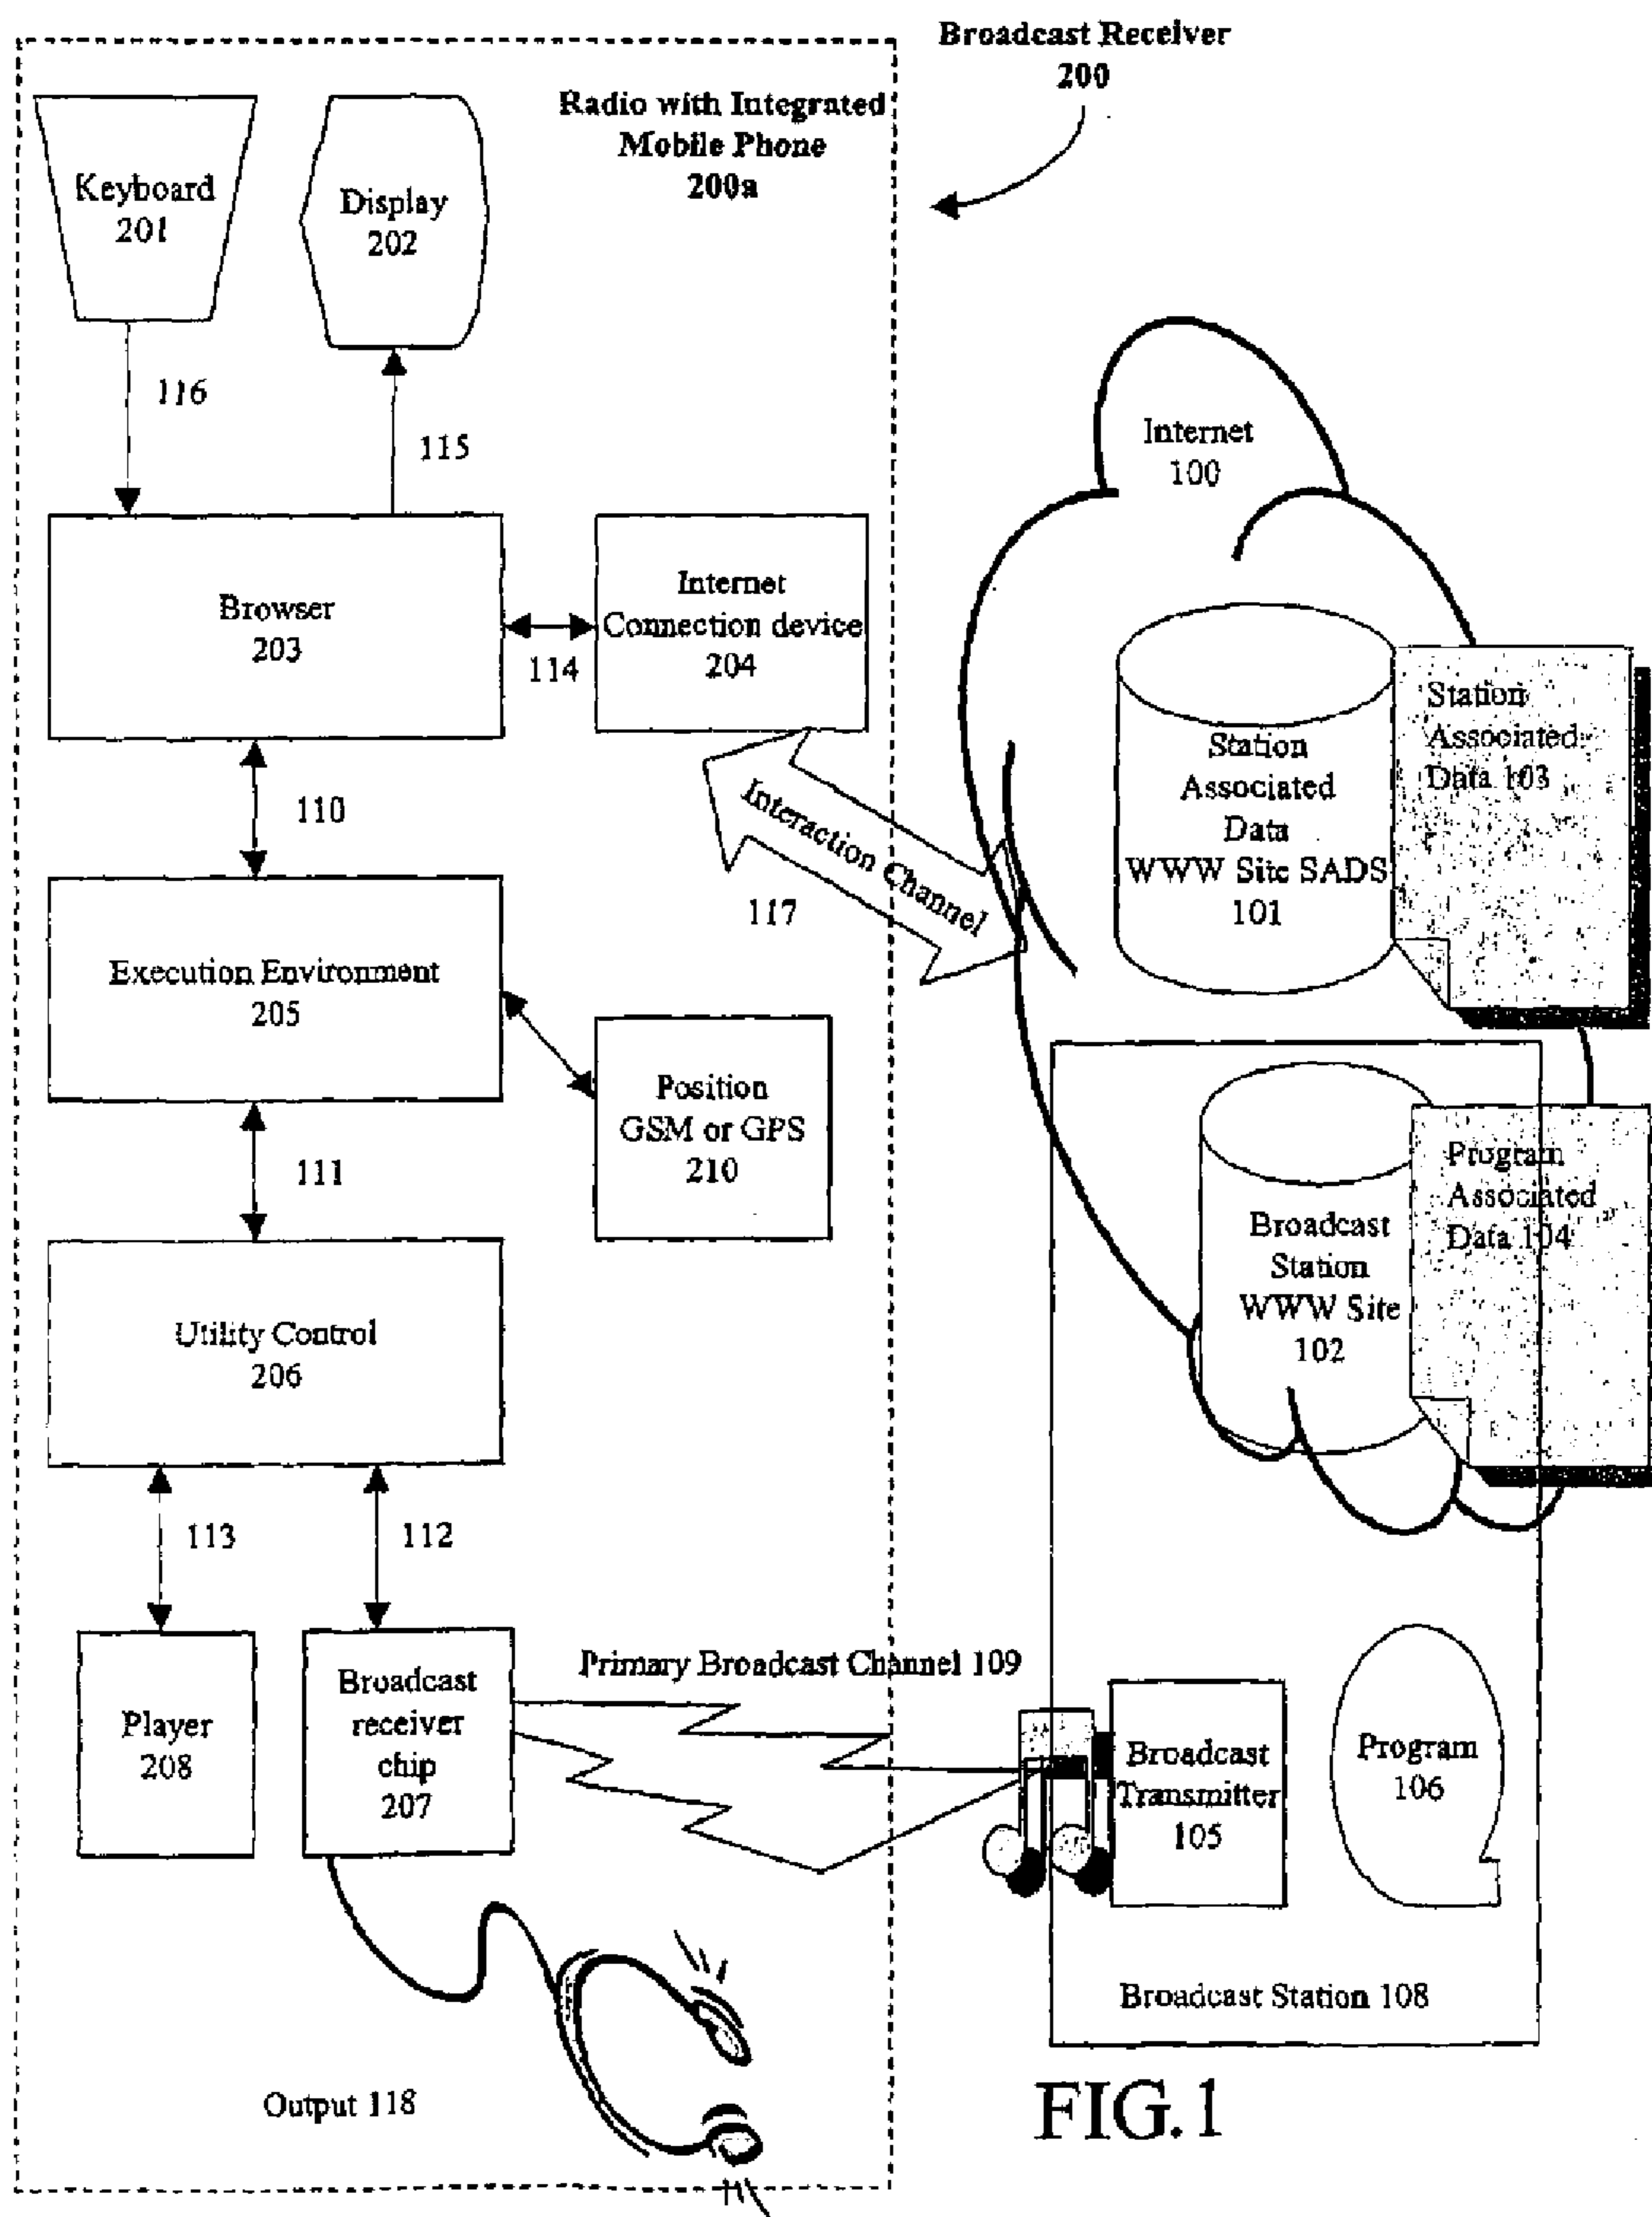 Broadcast Receiver
200
Radio with Integrated
Mobile Phone
200a
Keyboard
201
Display
202
116
115
Internet
100
Browser
203
114
Internet
Connection device
204
Station
Associated
Data
WWW Site SADS
101
Station
Associated
Data 103
110
Interaction Channel
117
Execution Environment
205
Position
GSM or GPS
210
111
Broadcast
Station
WWW Site
102
Program
Associated
Data 104
Utility Control
206
113
112
Primary Broadcast Channel 109
Player
208
Broadcast
receiver
chip
207
Broadcast
Transmitter
105
Program
106
Broadcast Station 108
Output 118
FIG.1